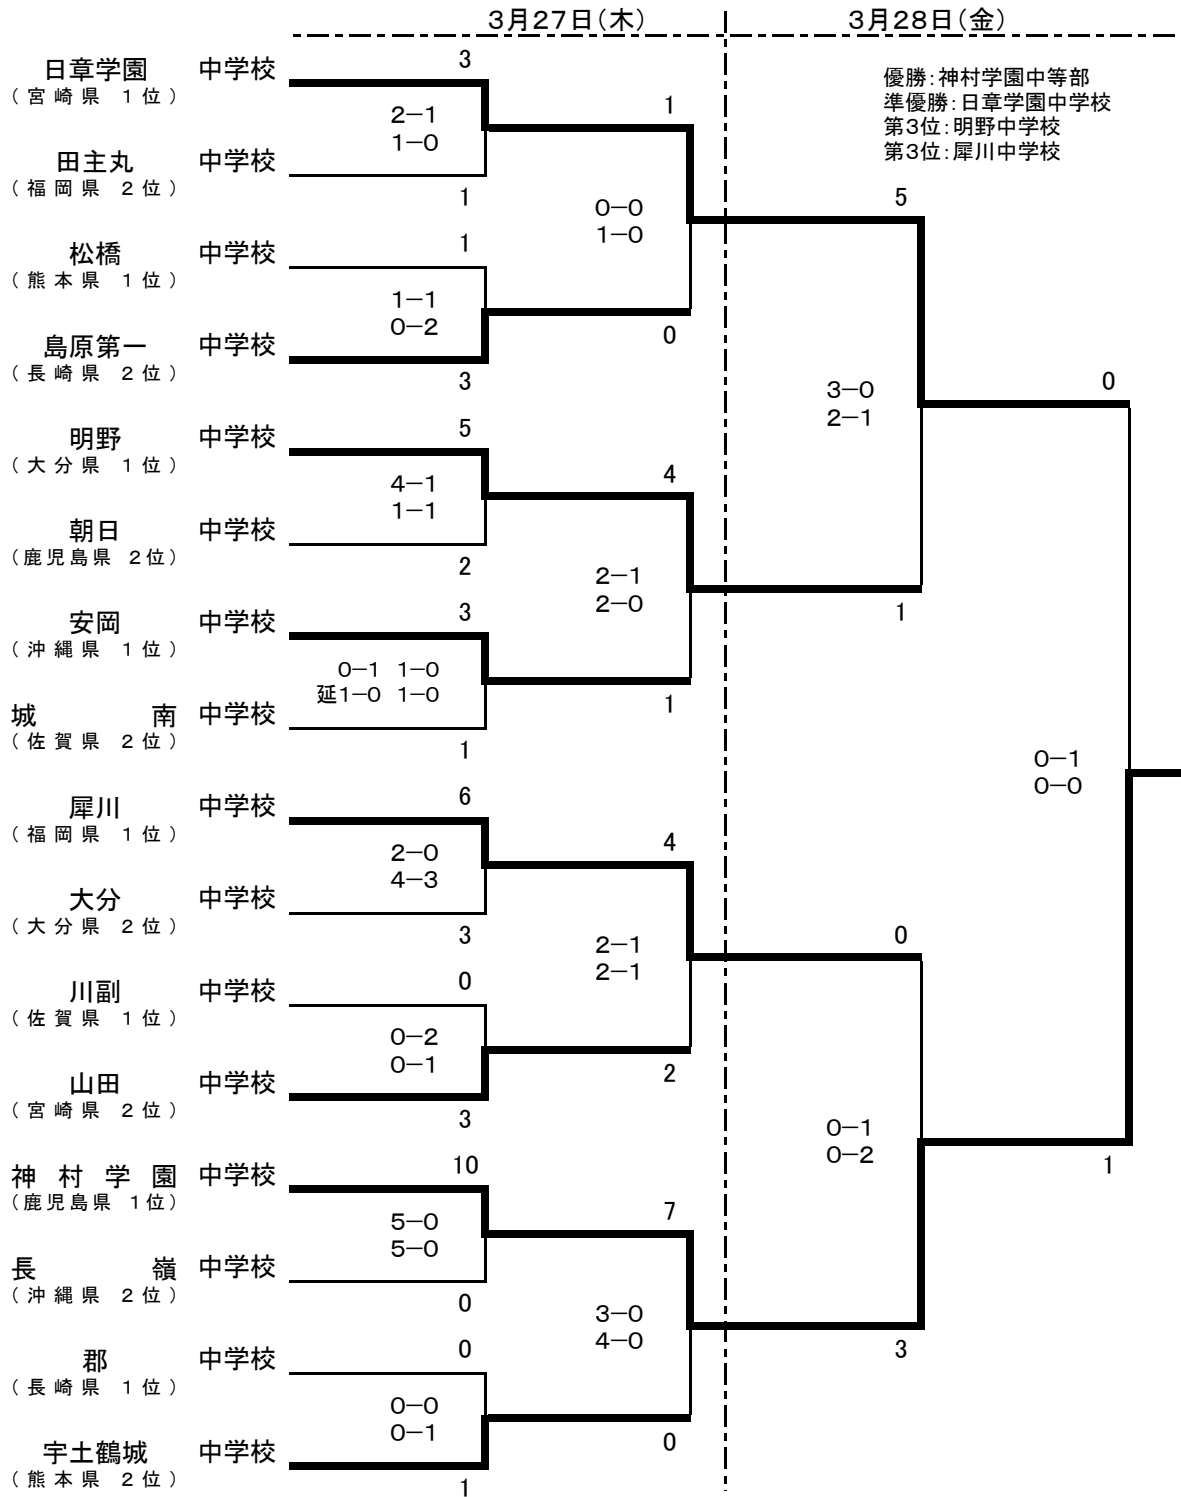 3月27日（木）
3月28日（金）
優勝：神村学園中等部
準優勝：日章学園中学校
第3位：明野中学校
第3位：犀川中学校
日章学園 中学校 3
（宮崎県 1位）
2－1
1－0
1
田主丸 中学校
（福岡県 2位）
1
0－0
1－0
5
松橋 中学校 1
（熊本県 1位）
1－1
0－2
0
島原第一 中学校
（長崎県 2位）
3
3－0
2－1
0
明野 中学校 5
（大分県 1位）
4－1
1－1
4
朝日 中学校
（鹿児島県 2位）
2
2－1
2－0
1
安岡 中学校 3
（沖縄県 1位）
0－1 1－0
延1－0 1－0
1
城南 中学校
（佐賀県 2位）
1
0－1
0－0
犀川 中学校 6
（福岡県 1位）
2－0
4－3
4
大分 中学校
（大分県 2位）
3
2－1
2－1
0
川副 中学校 0
（佐賀県 1位）
0－2
0－1
2
山田 中学校
（宮崎県 2位）
3
0－1
0－2
1
神村学園 中学校 10
（鹿児島県 1位）
5－0
5－0
7
長嶺 中学校
（沖縄県 2位）
0
3－0
4－0
3
郡 中学校 0
（長崎県 1位）
0－0
0－1
0
宇土鶴城 中学校
（熊本県 2位）
1